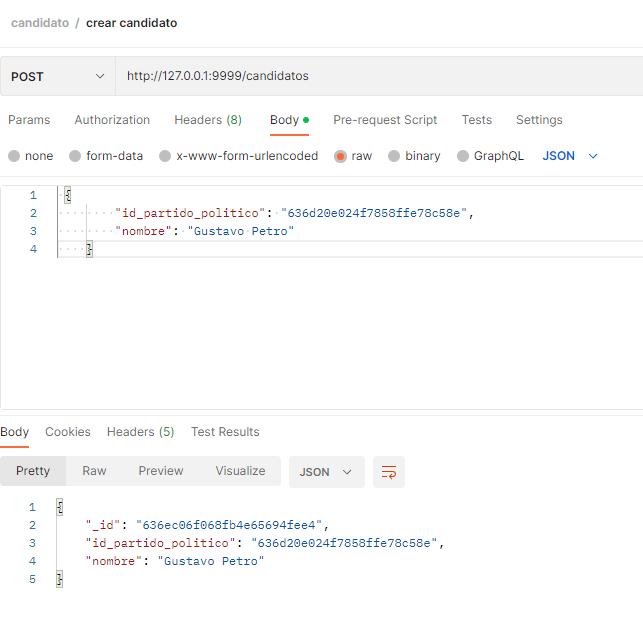 candidato / crear candidato
POST http://127.0.0.1:9999/candidatos
Params Authorization Headers (8) Body Pre-request Script Tests Settings
none form-data x-www-form-urlencoded raw binary GraphQL JSON
1 {
2 "id_partido_politico": "636d20e024f7858ffe78c58e",
3 "nombre": "Gustavo Petro"
4 }
Body Cookies Headers (5) Test Results
Pretty Raw Preview Visualize JSON
1 {
2 "_id": "636ec06f068fb4e65694fee4",
3 "id_partido_politico": "636d20e024f7858ffe78c58e",
4 "nombre": "Gustavo Petro"
5 }